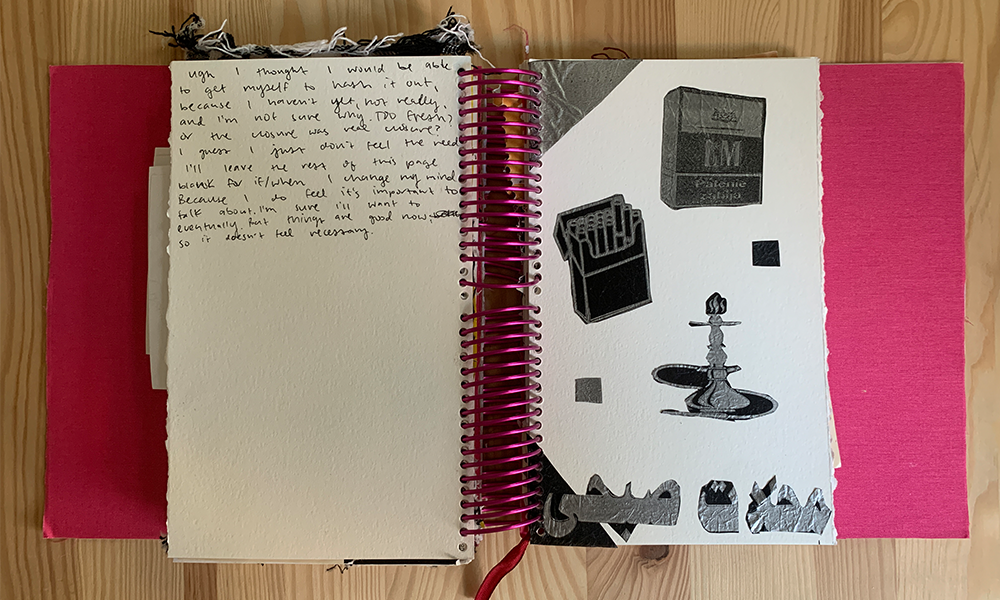 ugh I thought I would be able
to get myself to hash it out,
because I haven't yet, not really,
and I'm not sure why. TOO FRESH?
or the closure was real closure?
I guess I just don't feel the need
I'll leave the rest of this page
blank for if/when I change my mind
Because I do feel it's important to
talk about. I'm sure I'll want to
eventually. But things are good now.
so it doesn't feel necessary.
Palenie
zabija